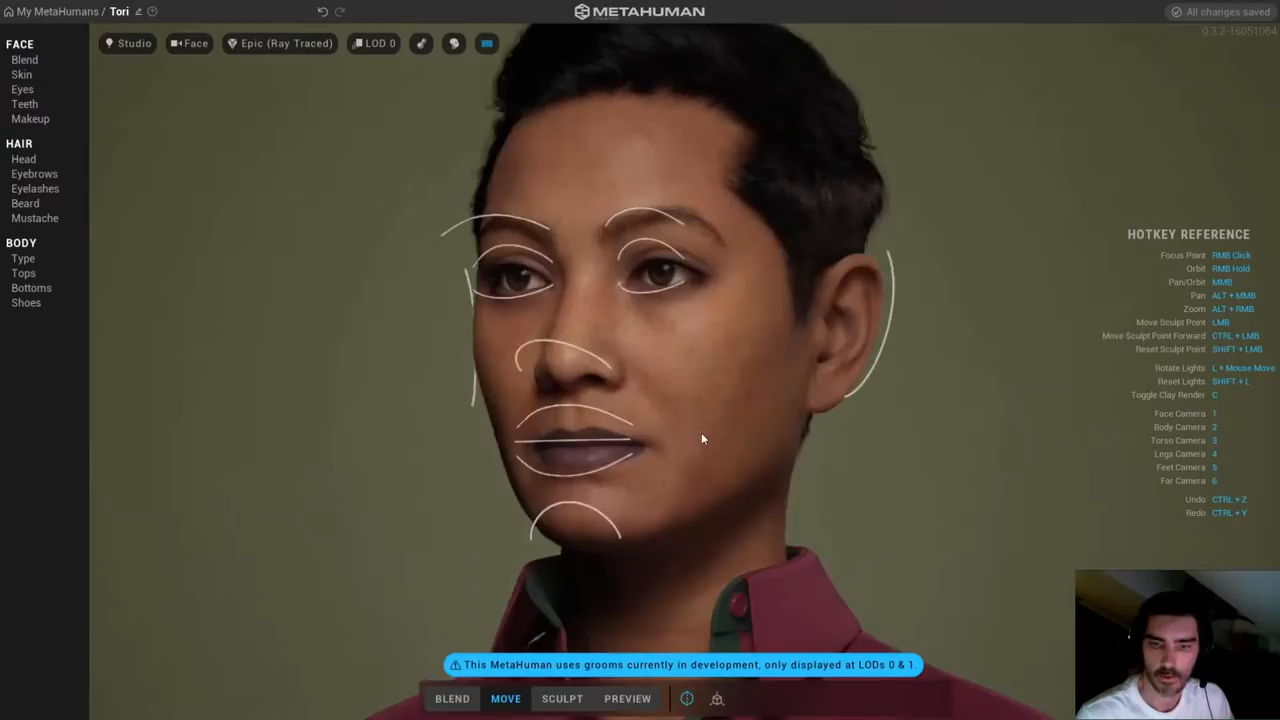 My MetaHumans / Tori
METAHUMAN
All changes saved
0.3.2-16051064
Studio
Face
Epic (Ray Traced)
LOD 0
FACE
Blend
Skin
Eyes
Teeth
Makeup
HAIR
Head
Eyebrows
Eyelashes
Beard
Mustache
BODY
Type
Tops
Bottoms
Shoes
HOTKEY REFERENCE
Focus Point RMB Click
Orbit RMB Hold
Pan/Orbit MMB
Pan ALT + MMB
Zoom ALT + RMB
Move Sculpt Point LMB
Move Sculpt Point Forward CTRL + LMB
Reset Sculpt Point SHIFT + LMB
Rotate Lights L + Mouse Move
Reset Lights SHIFT + L
Toggle Clay Render C
Face Camera 1
Body Camera 2
Torso Camera 3
Legs Camera 4
Feet Camera 5
Far Camera 6
Undo CTRL + Z
Redo CTRL + Y
This MetaHuman uses grooms currently in development, only displayed at LODs 0 & 1.
BLEND
MOVE
SCULPT
PREVIEW